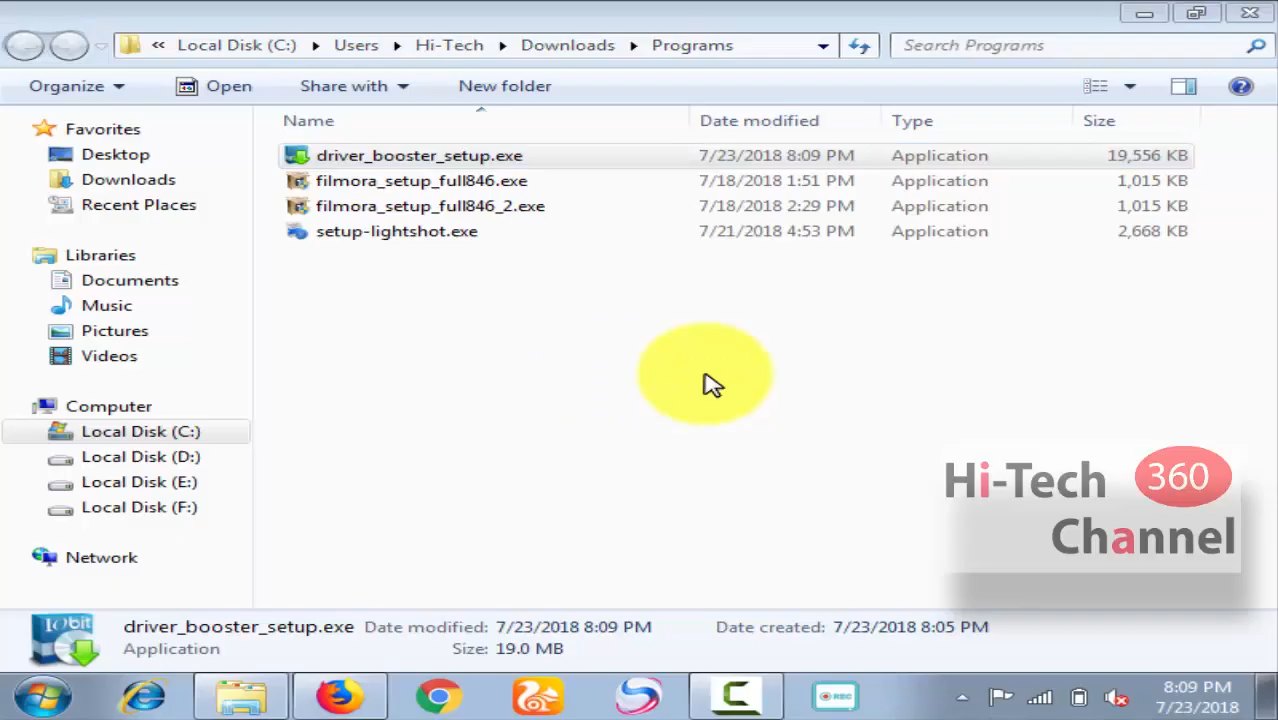 « Local Disk (C:) ▸ Users ▸ Hi-Tech ▸ Downloads ▸ Programs
Search Programs
Organize Open Share with New folder
Name Date modified Type Size
Favorites
Desktop
Downloads
Recent Places
Libraries
Documents
Music
Pictures
Videos
Computer
Local Disk (C:)
Local Disk (D:)
Local Disk (E:)
Local Disk (F:)
Network
driver_booster_setup.exe 7/23/2018 8:09 PM Application 19,556 KB
filmora_setup_full846.exe 7/18/2018 1:51 PM Application 1,015 KB
filmora_setup_full846_2.exe 7/18/2018 2:29 PM Application 1,015 KB
setup-lightshot.exe 7/21/2018 4:53 PM Application 2,668 KB
Hi-Tech 360
Channel
IObit
driver_booster_setup.exe Date modified: 7/23/2018 8:09 PM Date created: 7/23/2018 8:05 PM
Application Size: 19.0 MB
REC
8:09 PM
7/23/2018